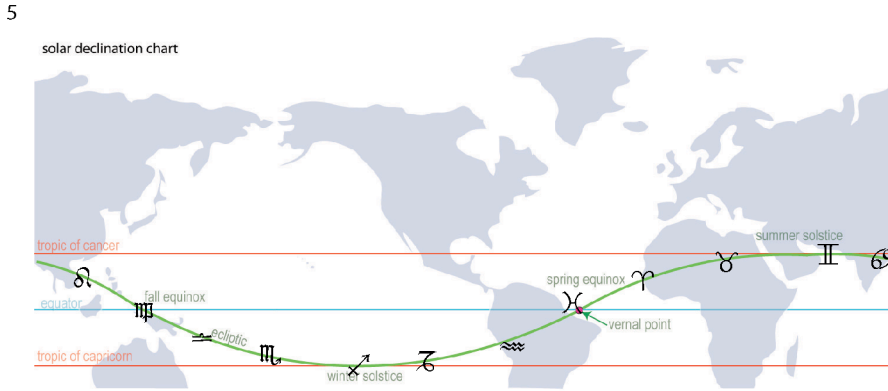 5
solar declination chart
tropic of cancer
summer solstice
♌
♉
♊
♋
spring equinox
♈
equator
fall equinox
♍
♓
vernal point
♎
ecliptic
♏
♒
tropic of capricorn
♐
♑
winter solstice